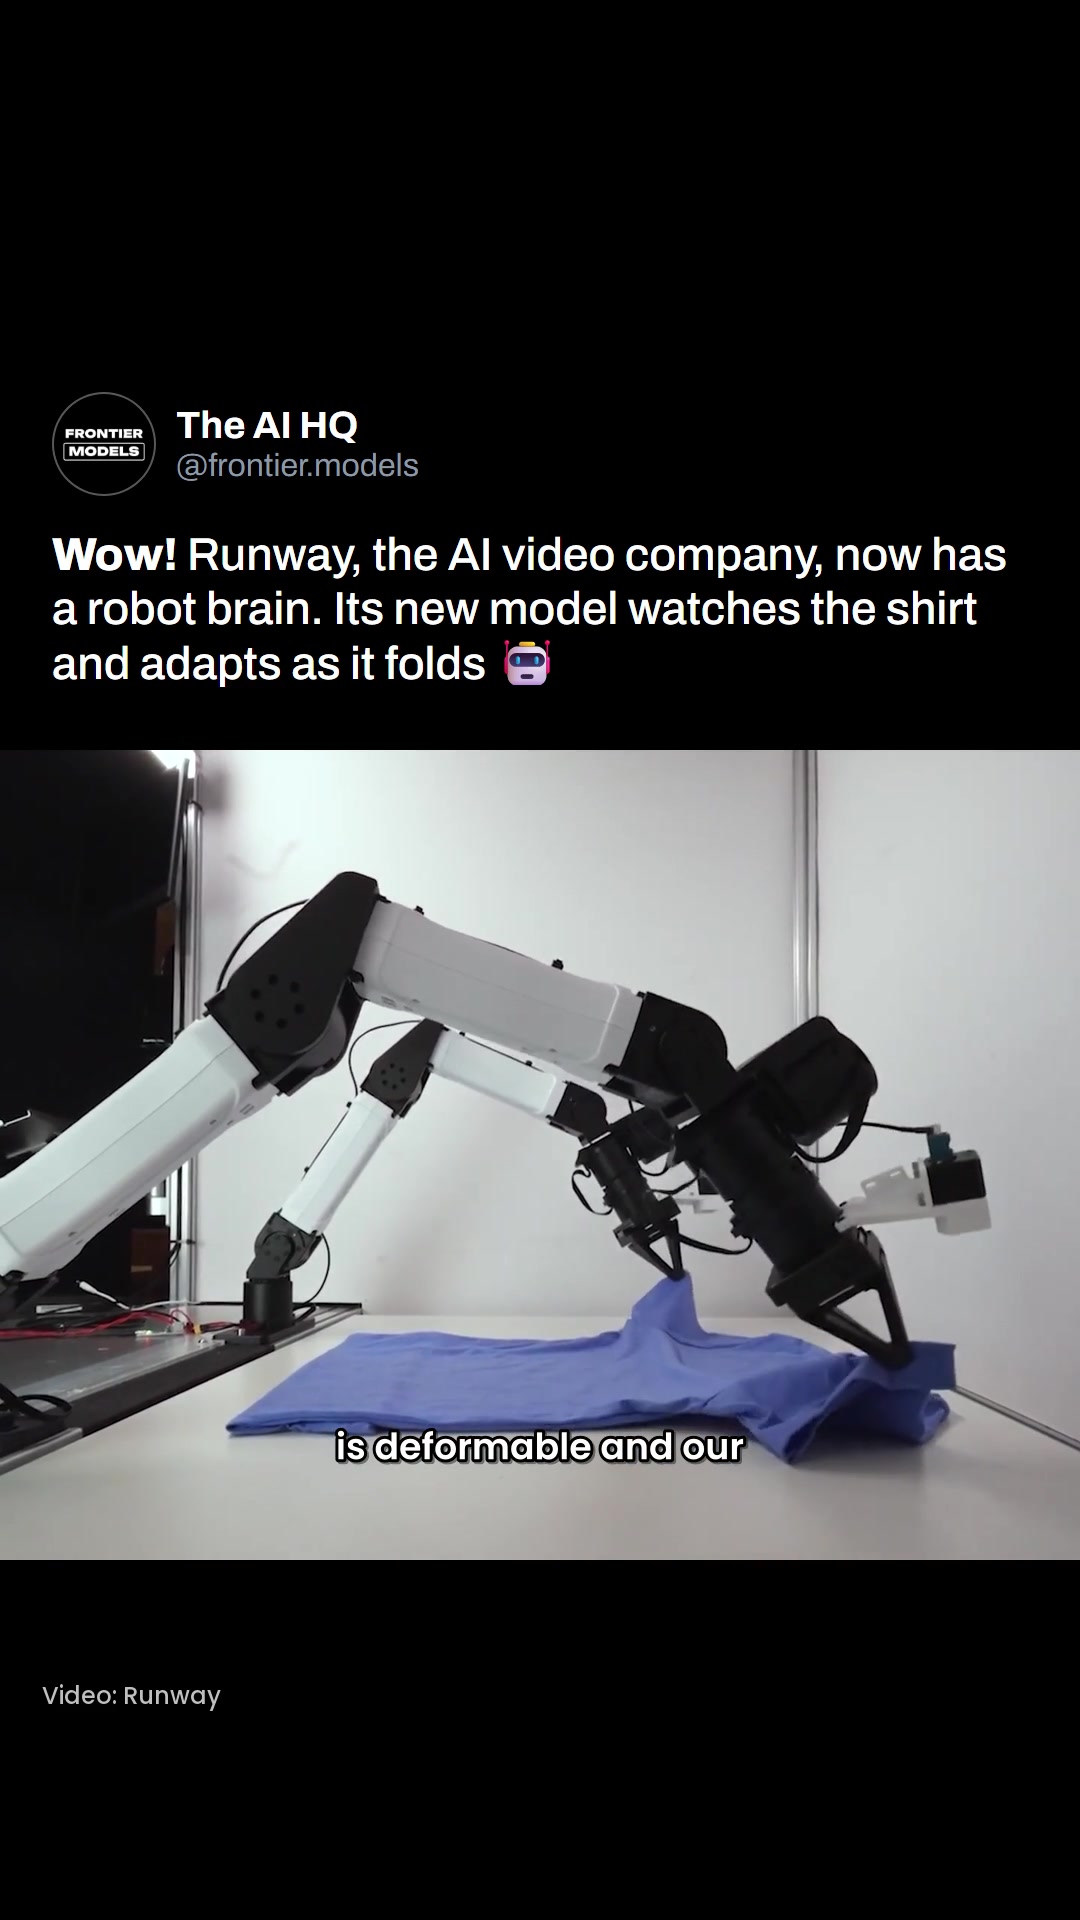 FRONTIER
MODELS
The AI HQ
@frontier.models
Wow! Runway, the AI video company, now has
a robot brain. Its new model watches the shirt
and adapts as it folds 🤖
is deformable and our
Video: Runway